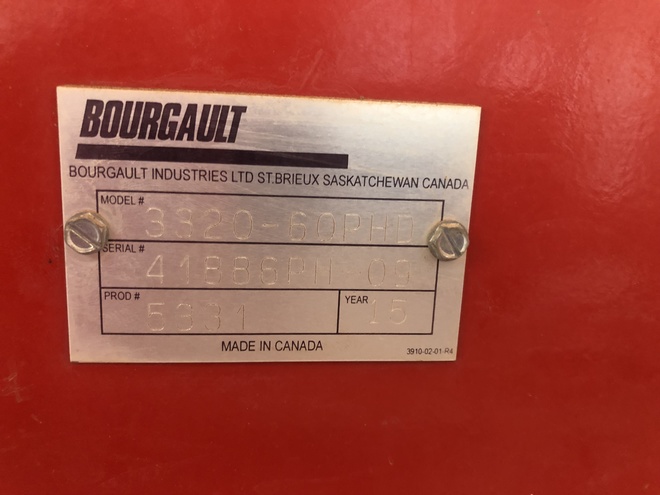 BOURGAULT
BOURGAULT INDUSTRIES LTD ST.BRIEUX SASKATCHEWAN CANADA
MODEL #
3320-60PHD
SERIAL #
41886PH 05
PROD #
5331
YEAR
15
MADE IN CANADA
3910-02-01-R4